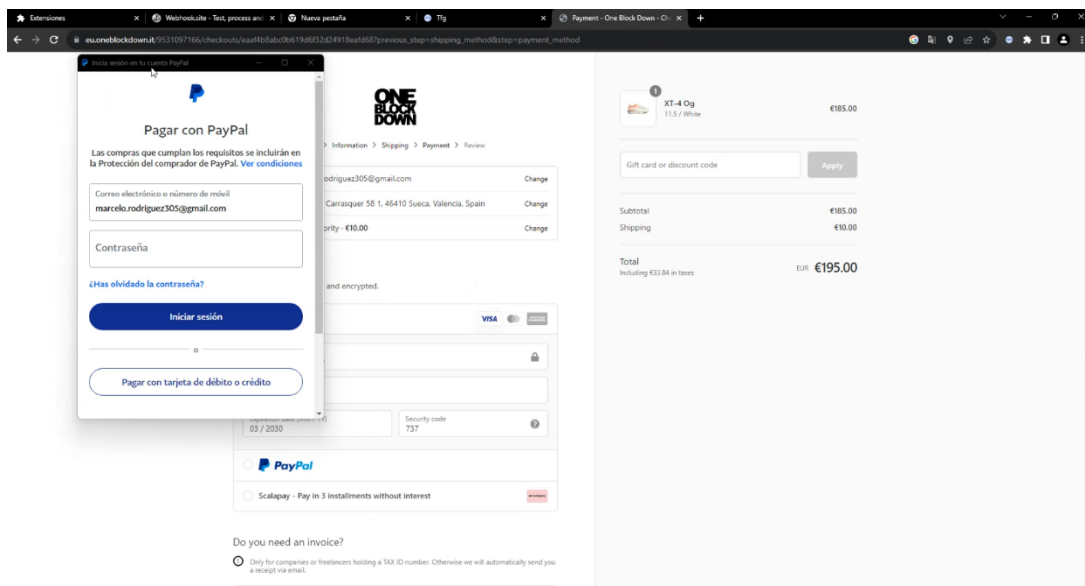 Extensiones
Webhook.site - Test, process and
Nueva pestaña
Tfg
Payment - One Block Down - Ch
eu.oneblockdown.it/9531097166/checkouts/eaaf4b8abc0b619d6f32d24918eafd68?previous_step=shipping_method&step=payment_method
Inicia sesión en tu cuenta PayPal
Pagar con PayPal
Las compras que cumplan los requisitos se incluirán en
la Protección del comprador de PayPal. Ver condiciones
Correo electrónico o número de móvil
marcelo.rodriguez305@gmail.com
Contraseña
¿Has olvidado la contraseña?
Iniciar sesión
o
Pagar con tarjeta de débito o crédito
ONE
BLOCK
DOWN
> Information > Shipping > Payment > Review
odriguez305@gmail.com Change
Carrasquer 58 1, 46410 Sueca, Valencia, Spain Change
ority · €10.00 Change
and encrypted.
VISA
03 / 2030
Security code
737
PayPal
Scalapay - Pay in 3 installments without interest
Do you need an invoice?
Only for companies or freelancers holding a TAX ID number. Otherwise we will automatically send you
a receipt via email.
1
XT-4 Og
11.5 / White
€185.00
Gift card or discount code
Apply
Subtotal €185.00
Shipping €10.00
Total
Including €33.84 in taxes
EUR €195.00